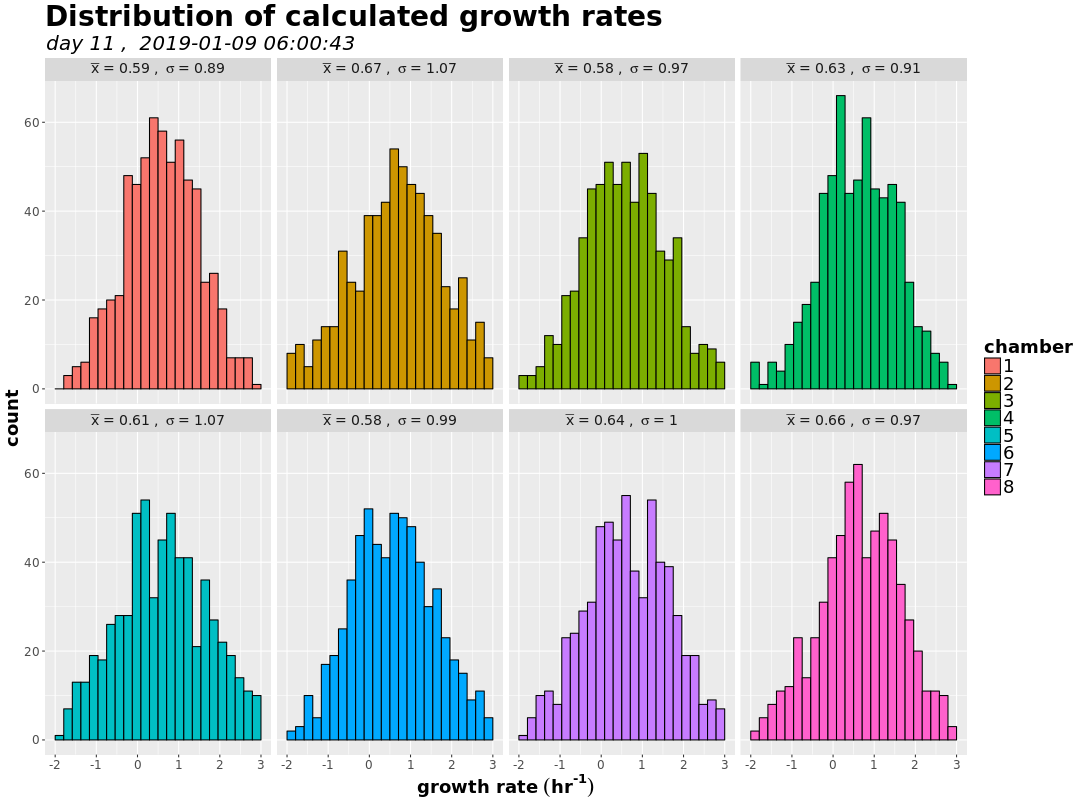 Distribution of calculated growth rates
day 11 ,  2019-01-09 06:00:43
x̅ = 0.59 ,  σ = 0.89
x̅ = 0.67 ,  σ = 1.07
x̅ = 0.58 ,  σ = 0.97
x̅ = 0.63 ,  σ = 0.91
60
40
20
0
x̅ = 0.61 ,  σ = 1.07
x̅ = 0.58 ,  σ = 0.99
x̅ = 0.64 ,  σ = 1
x̅ = 0.66 ,  σ = 0.97
60
40
20
0
-2 -1 0 1 2 3
-2 -1 0 1 2 3
-2 -1 0 1 2 3
-2 -1 0 1 2 3
count
growth rate (hr⁻¹)
chamber
1
2
3
4
5
6
7
8